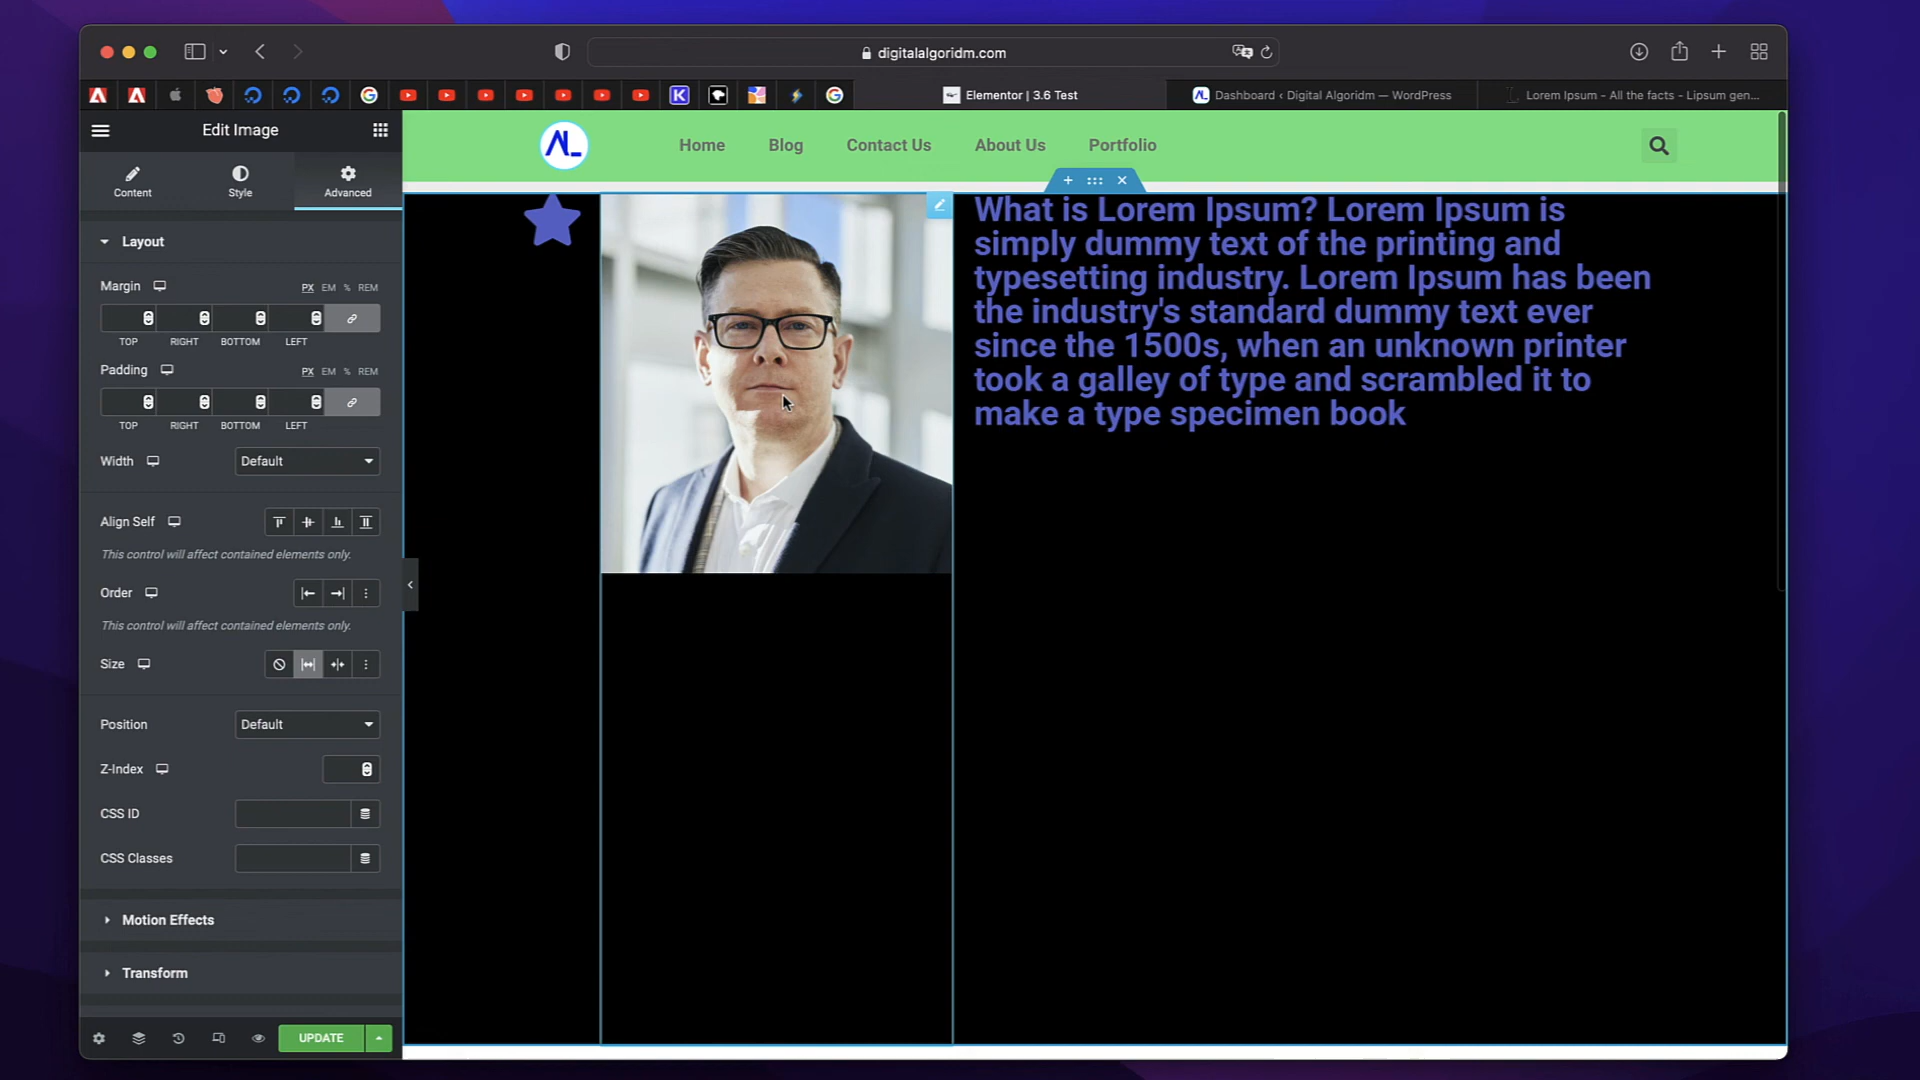 digitalalgoridm.com
K
Elementor | 3.6 Test
AL
Dashboard ‹ Digital Algoridm — WordPress
Lorem Ipsum - All the facts - Lipsum gen...
Edit Image
Content
Style
Advanced
Layout
Margin
PX EM % REM
TOP RIGHT BOTTOM LEFT
Padding
PX EM % REM
TOP RIGHT BOTTOM LEFT
Width
Default
Align Self
This control will affect contained elements only.
Order
This control will affect contained elements only.
Size
Position
Default
Z-Index
CSS ID
CSS Classes
Motion Effects
Transform
UPDATE
AL
Home
Blog
Contact Us
About Us
Portfolio
What is Lorem Ipsum? Lorem Ipsum is
simply dummy text of the printing and
typesetting industry. Lorem Ipsum has been
the industry's standard dummy text ever
since the 1500s, when an unknown printer
took a galley of type and scrambled it to
make a type specimen book